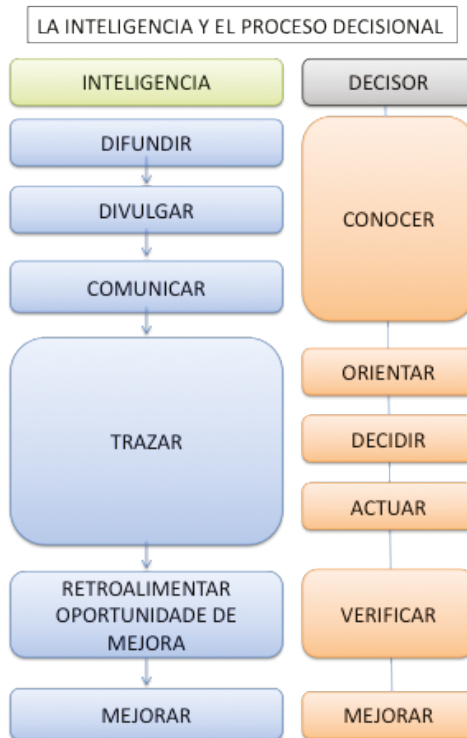 LA INTELIGENCIA Y EL PROCESO DECISIONAL
INTELIGENCIA
DIFUNDIR
DIVULGAR
COMUNICAR
TRAZAR
RETROALIMENTAR
OPORTUNIDADE DE
MEJORA
MEJORAR
DECISOR
CONOCER
ORIENTAR
DECIDIR
ACTUAR
VERIFICAR
MEJORAR